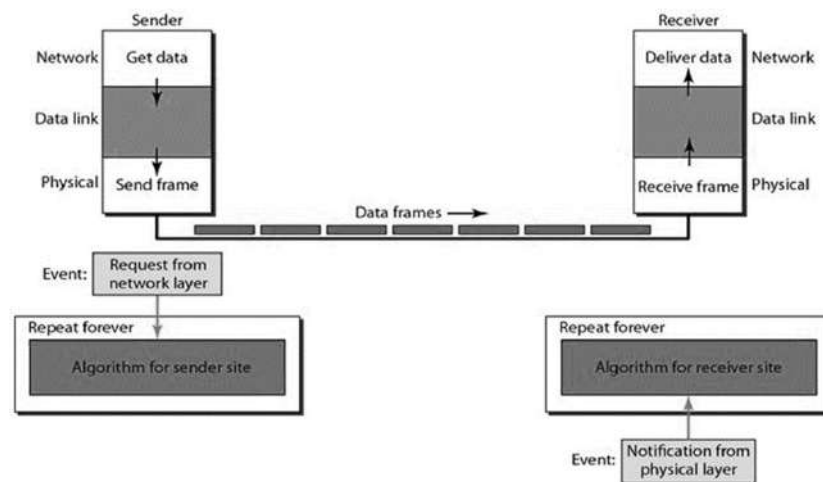 Sender
Receiver
Network
Get data
Deliver data
Network
Data link
Data link
Physical
Send frame
Receive frame
Physical
Data frames
Event:
Request from
network layer
Repeat forever
Algorithm for sender site
Repeat forever
Algorithm for receiver site
Event:
Notification from
physical layer